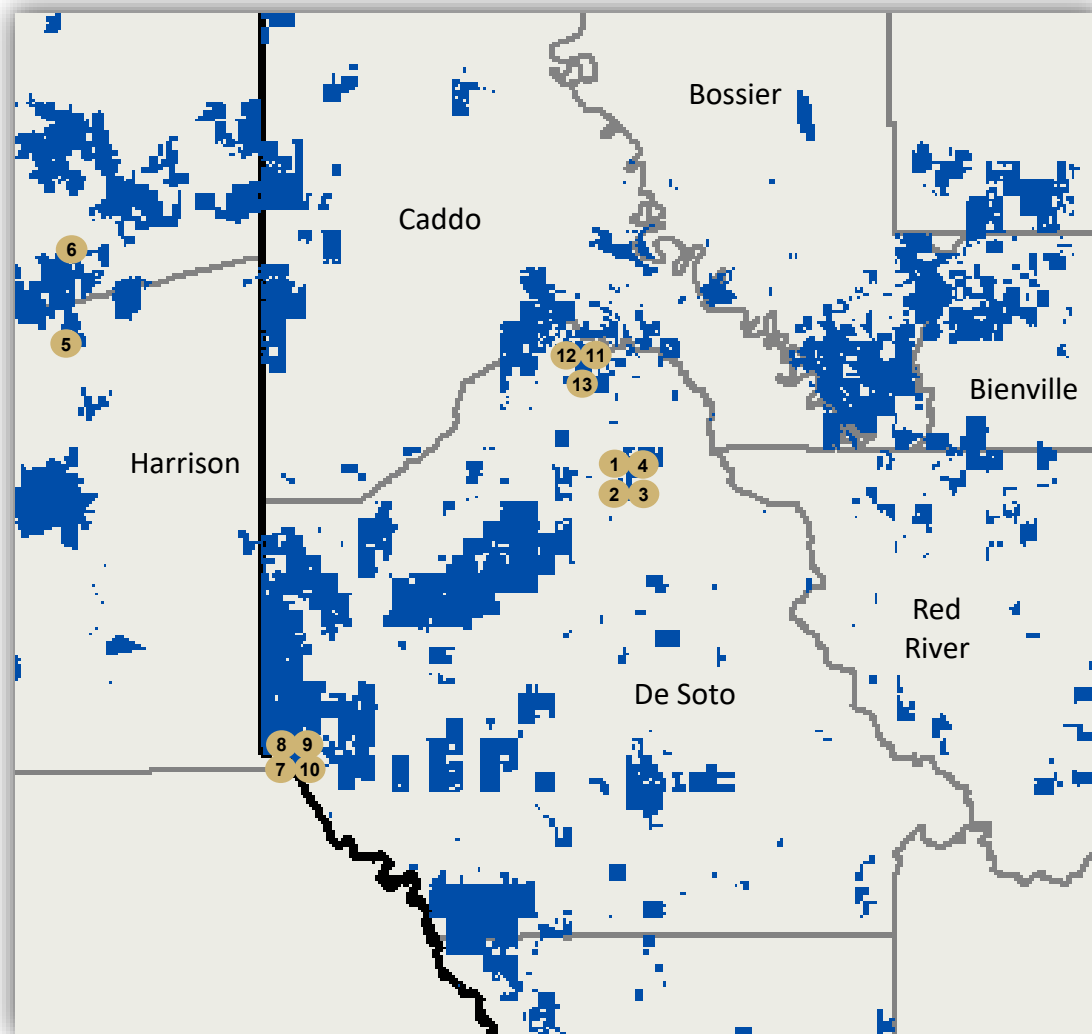 Bossier
Caddo
6
5
12 11
13
Bienville
Harrison
1 4
2 3
Red
River
De Soto
8 9
7 10